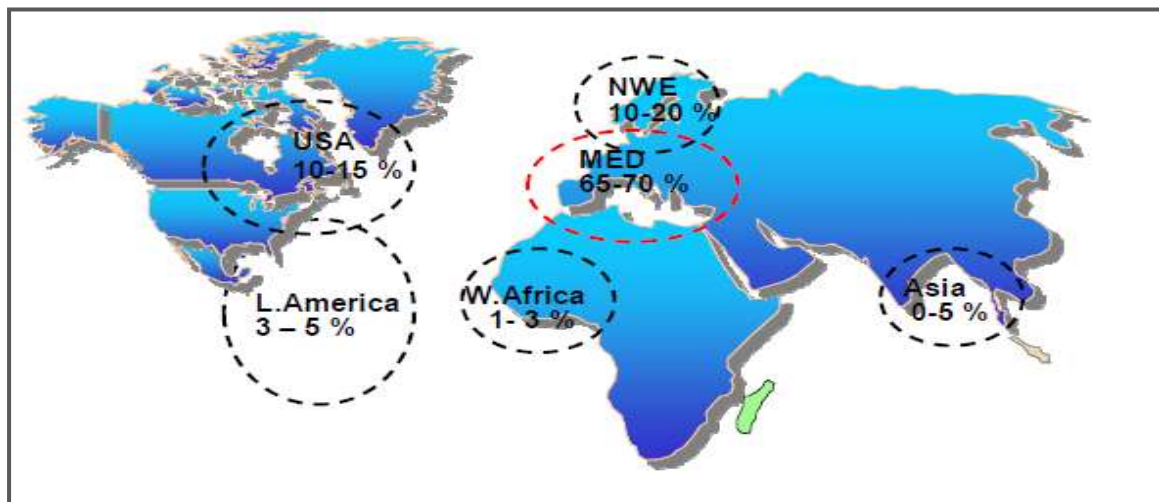 NWE
10-20 %
USA
10-15 %
MED
65-70 %
L.America
3 – 5 %
W.Africa
1- 3 %
Asia
0-5 %